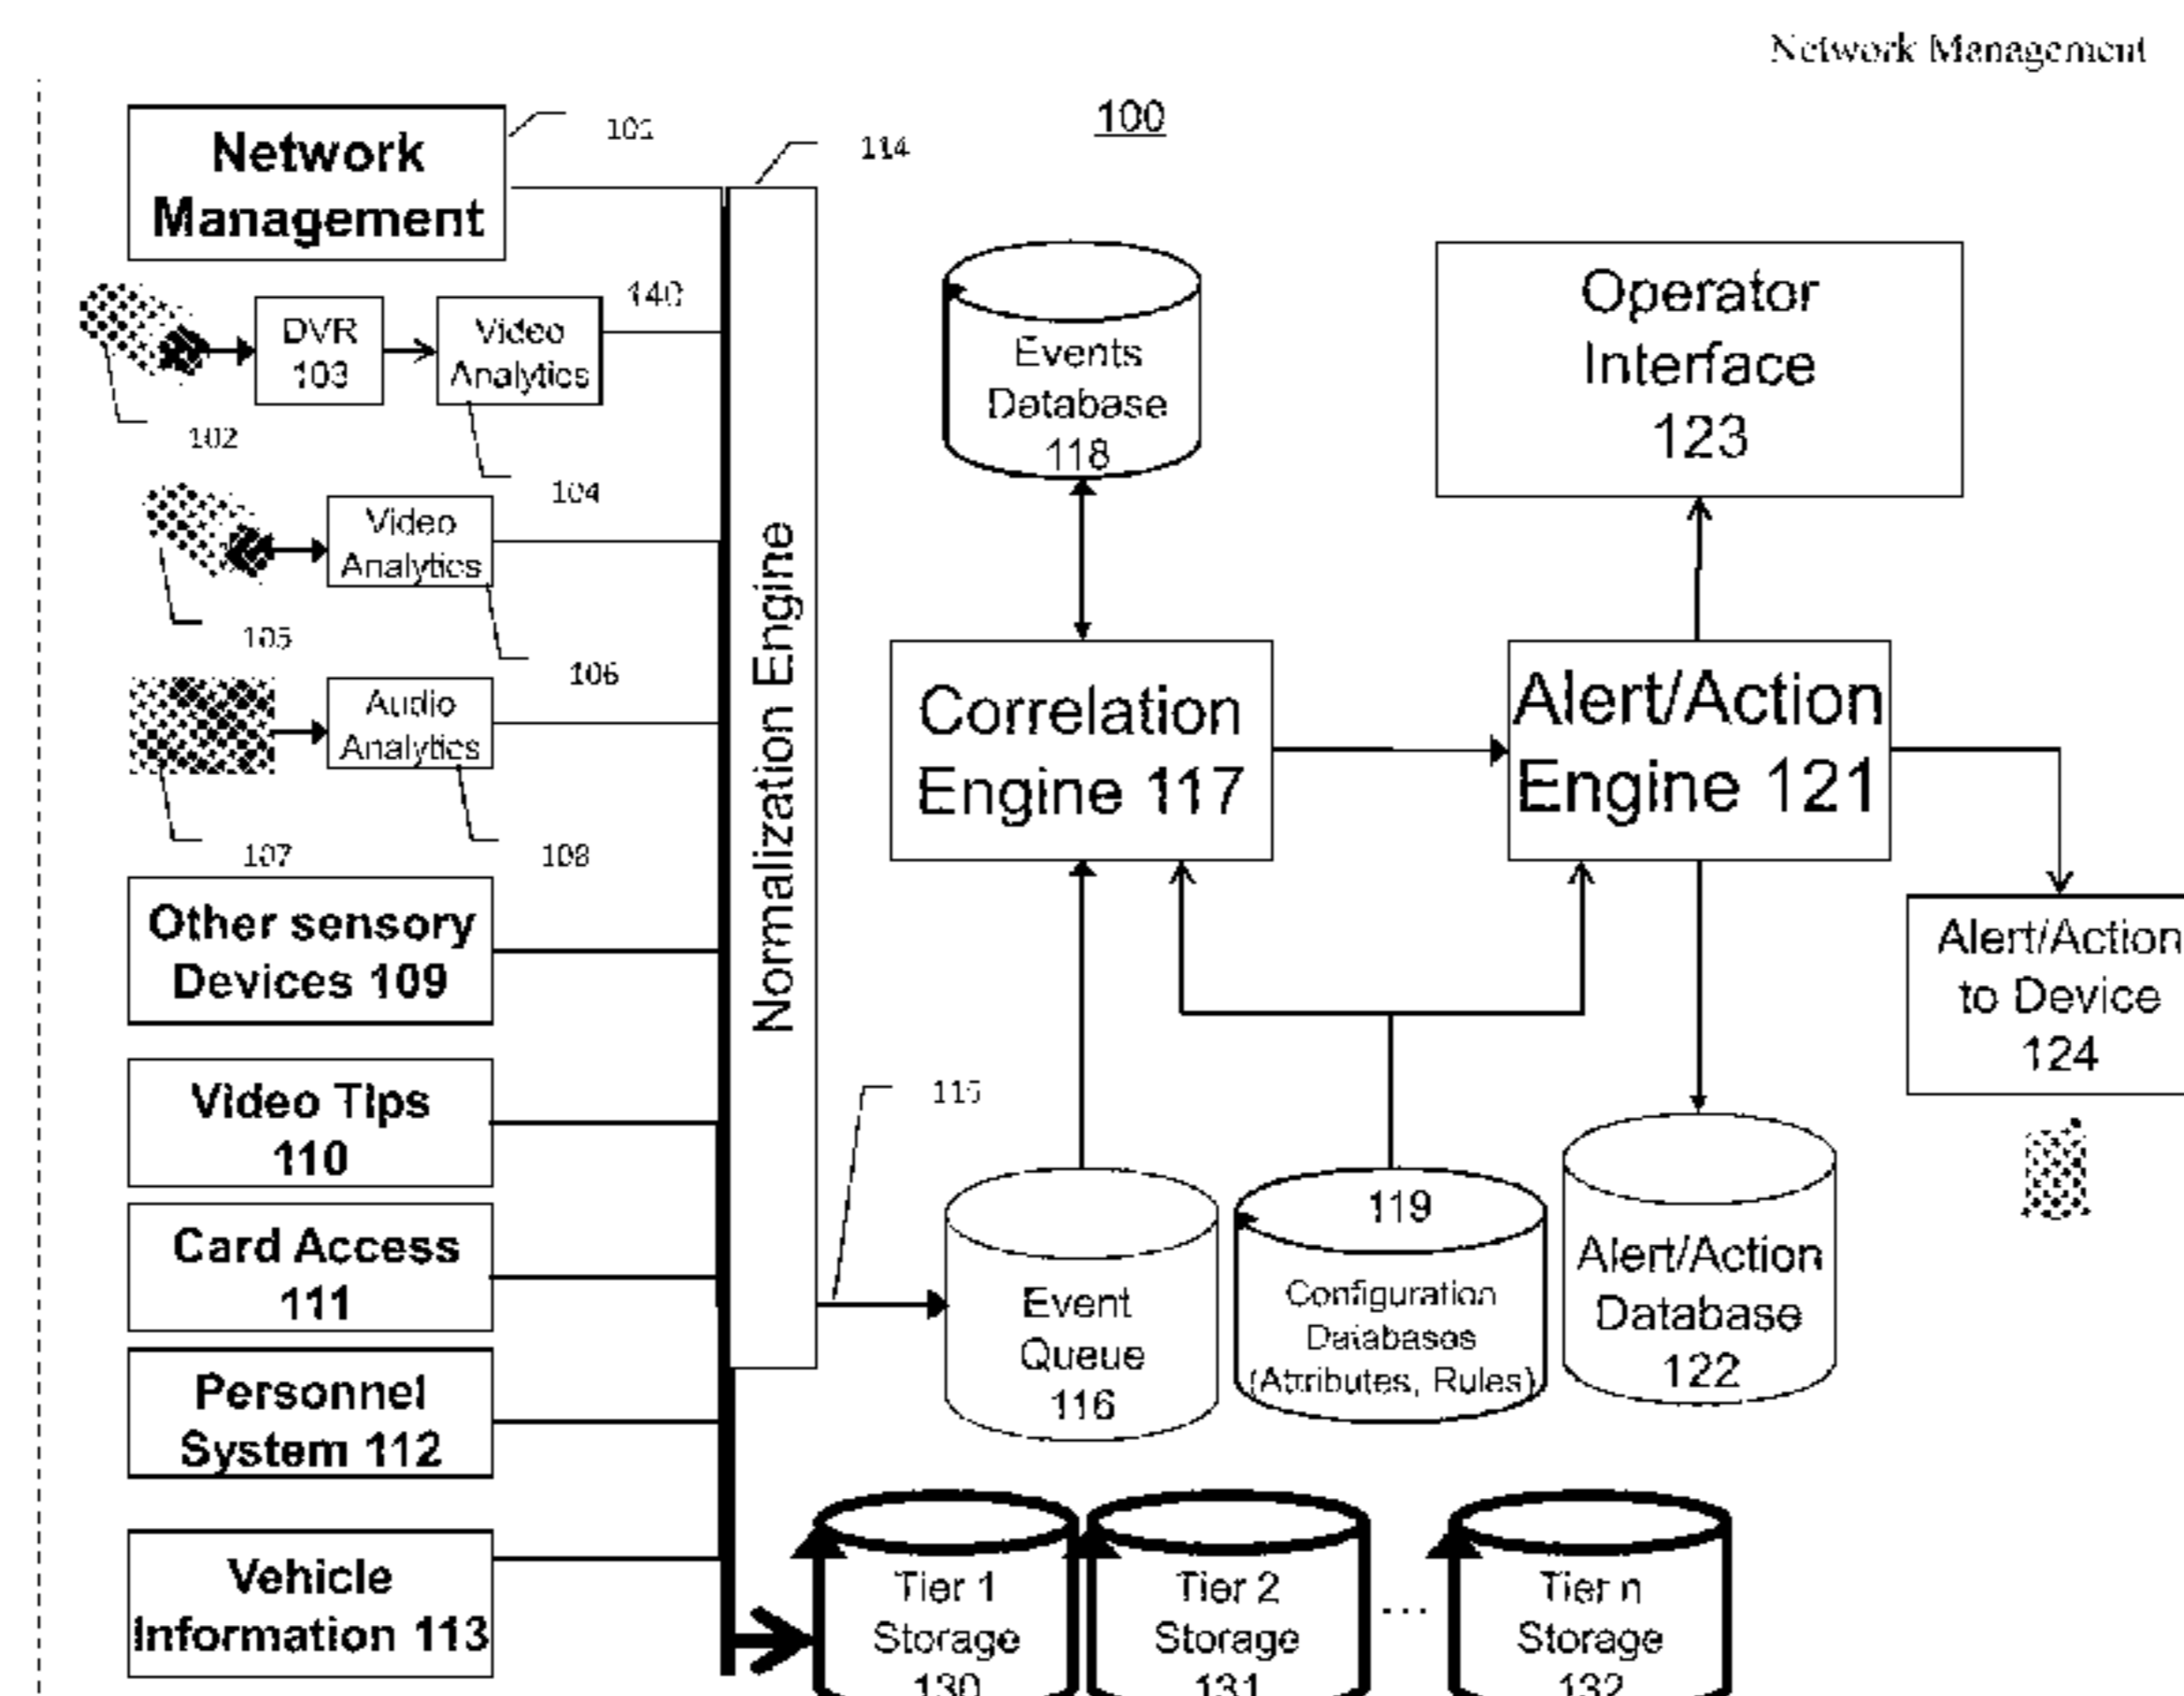 Network Management
100
Network
Management
101
114
140
DVR
103
Video
Analytics
102
104
Video
Analytics
105
106
Audio
Analytics
107
108
Other sensory
Devices 109
Video Tips
110
Card Access
111
Personnel
System 112
Vehicle
Information 113
Normalization Engine
115
Events
Database
118
Operator
Interface
123
Correlation
Engine 117
Alert/Action
Engine 121
Alert/Action
to Device
124
Event
Queue
116
119
Configuration
Databases
(Attributes, Rules)
Alert/Action
Database
122
Tier 1
Storage
130
Tier 2
Storage
131
...
Tier n
Storage
132